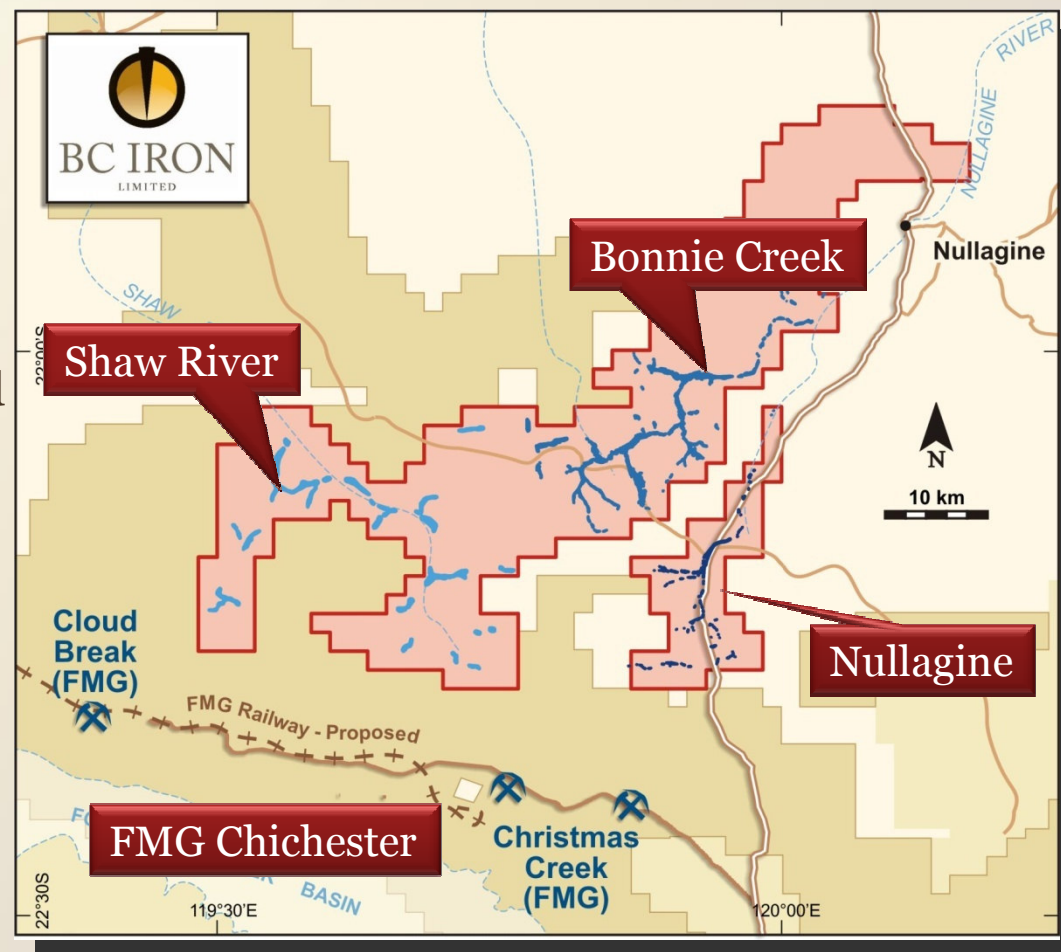 BC IRON
LIMITED
RIVER
NULLAGINE
Nullagine
Bonnie Creek
SHAW
Shaw River
22°00'S
N
10 km
Nullagine
Cloud
Break
(FMG)
FMG Railway - Proposed
FMG Chichester
Christmas
Creek
(FMG)
BASIN
22°30S
119°30'E
120°00'E